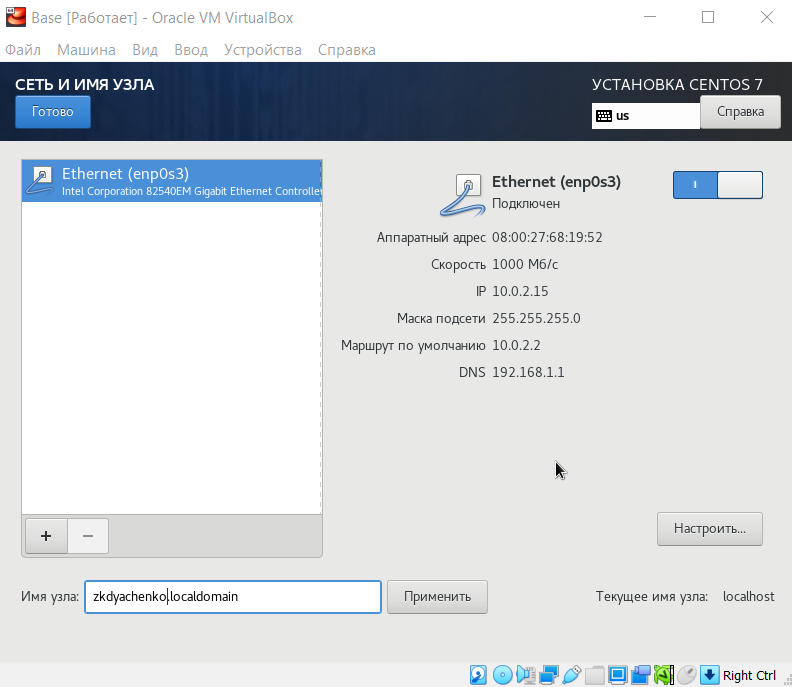 Base [Работает] - Oracle VM VirtualBox
Файл Машина Вид Ввод Устройства Справка
СЕТЬ И ИМЯ УЗЛА
УСТАНОВКА CENTOS 7
Готово
us
Справка
Ethernet (enp0s3)
Intel Corporation 82540EM Gigabit Ethernet Controller
Ethernet (enp0s3)
Подключен
Аппаратный адрес 08:00:27:68:19:52
Скорость 1000 Мб/с
IP 10.0.2.15
Маска подсети 255.255.255.0
Маршрут по умолчанию 10.0.2.2
DNS 192.168.1.1
+ −
Настроить...
Имя узла: zkdyachenko.localdomain Применить Текущее имя узла: localhost
Right Ctrl